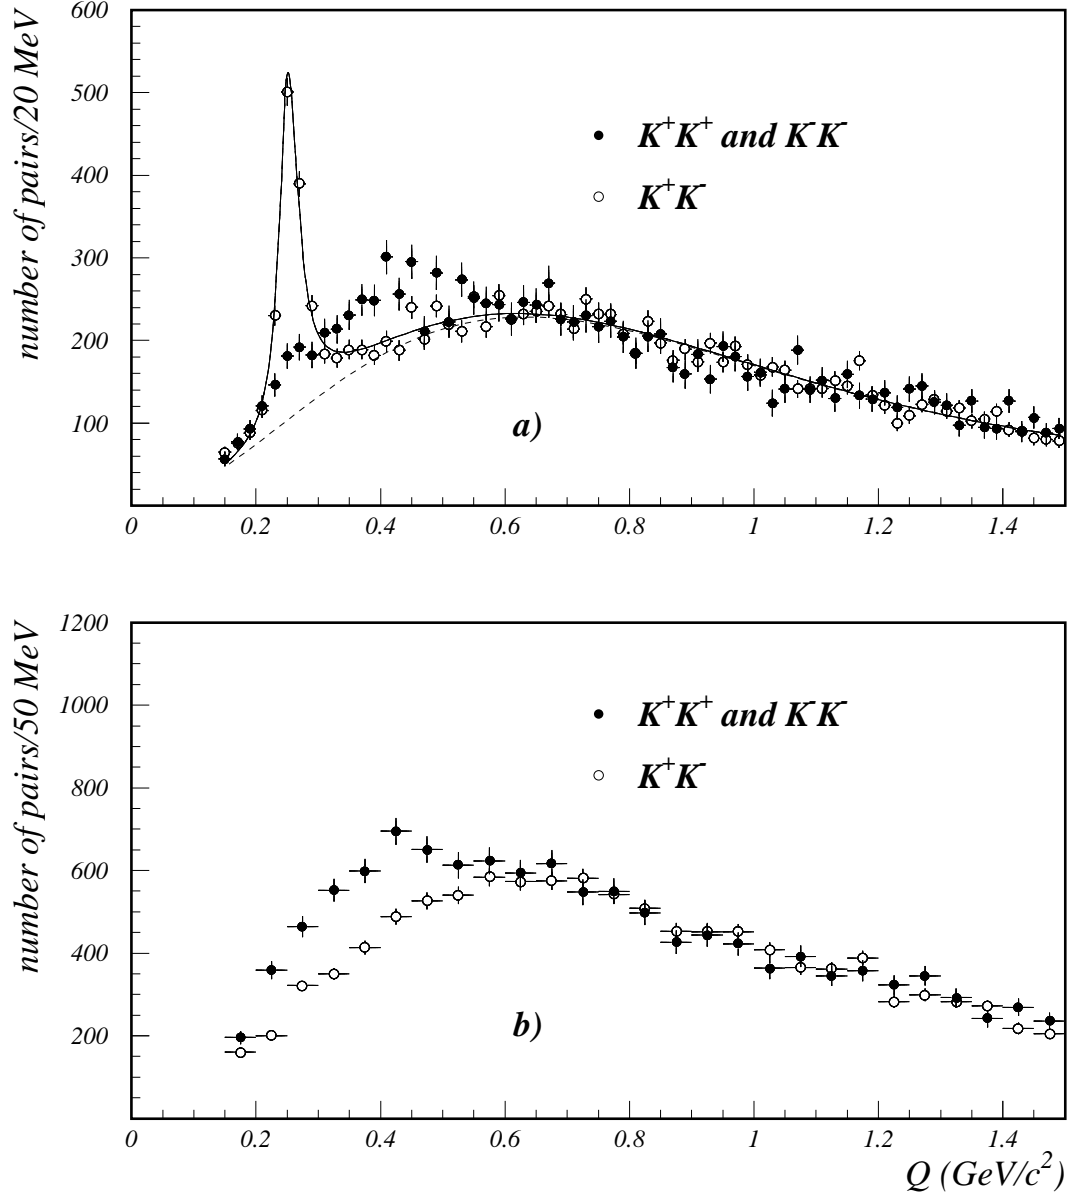 number of pairs/20 MeV
600
500
400
300
200
100
K⁺K⁺ and K⁻K⁻
K⁺K⁻
a)
0 0.2 0.4 0.6 0.8 1 1.2 1.4
number of pairs/50 MeV
1200
1000
800
600
400
200
K⁺K⁺ and K⁻K⁻
K⁺K⁻
b)
0 0.2 0.4 0.6 0.8 1 1.2 1.4
Q (GeV/c²)